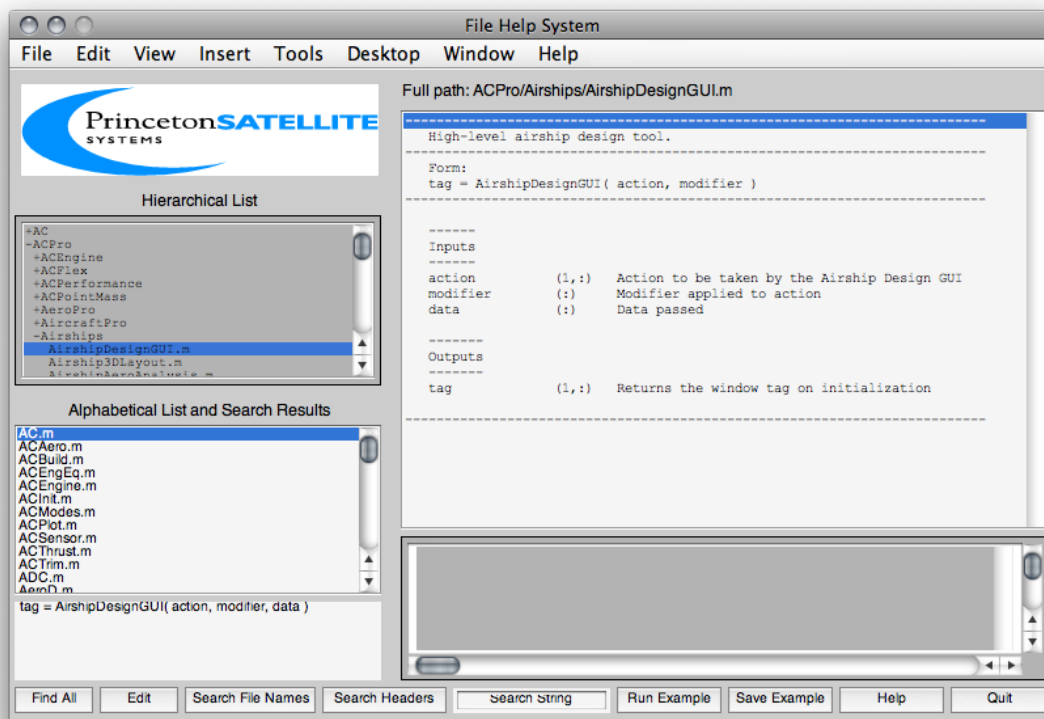 File Help System
File Edit View Insert Tools Desktop Window Help
PrincetonSATELLITE
SYSTEMS
Hierarchical List
+AC
-ACPro
+ACEngine
+ACFlex
+ACPerformance
+ACPointMass
+AeroPro
+AircraftPro
-Airships
AirshipDesignGUI.m
Airship3DLayout.m
AirshipAeroAnalysis.m
Alphabetical List and Search Results
AC.m
ACAero.m
ACBuild.m
ACEngEq.m
ACEngine.m
ACInit.m
ACModes.m
ACPlot.m
ACSensor.m
ACThrust.m
ACTrim.m
ADC.m
AeroD.m
tag = AirshipDesignGUI( action, modifier, data )
Full path: ACPro/Airships/AirshipDesignGUI.m
--------------------------------------------------------------------------
High-level airship design tool.
--------------------------------------------------------------------------
Form:
tag = AirshipDesignGUI( action, modifier )
--------------------------------------------------------------------------
------
Inputs
------
action (1,:) Action to be taken by the Airship Design GUI
modifier (:) Modifier applied to action
data (:) Data passed
-------
Outputs
-------
tag (1,:) Returns the window tag on initialization
--------------------------------------------------------------------------
Find All Edit Search File Names Search Headers Search String Run Example Save Example Help Quit